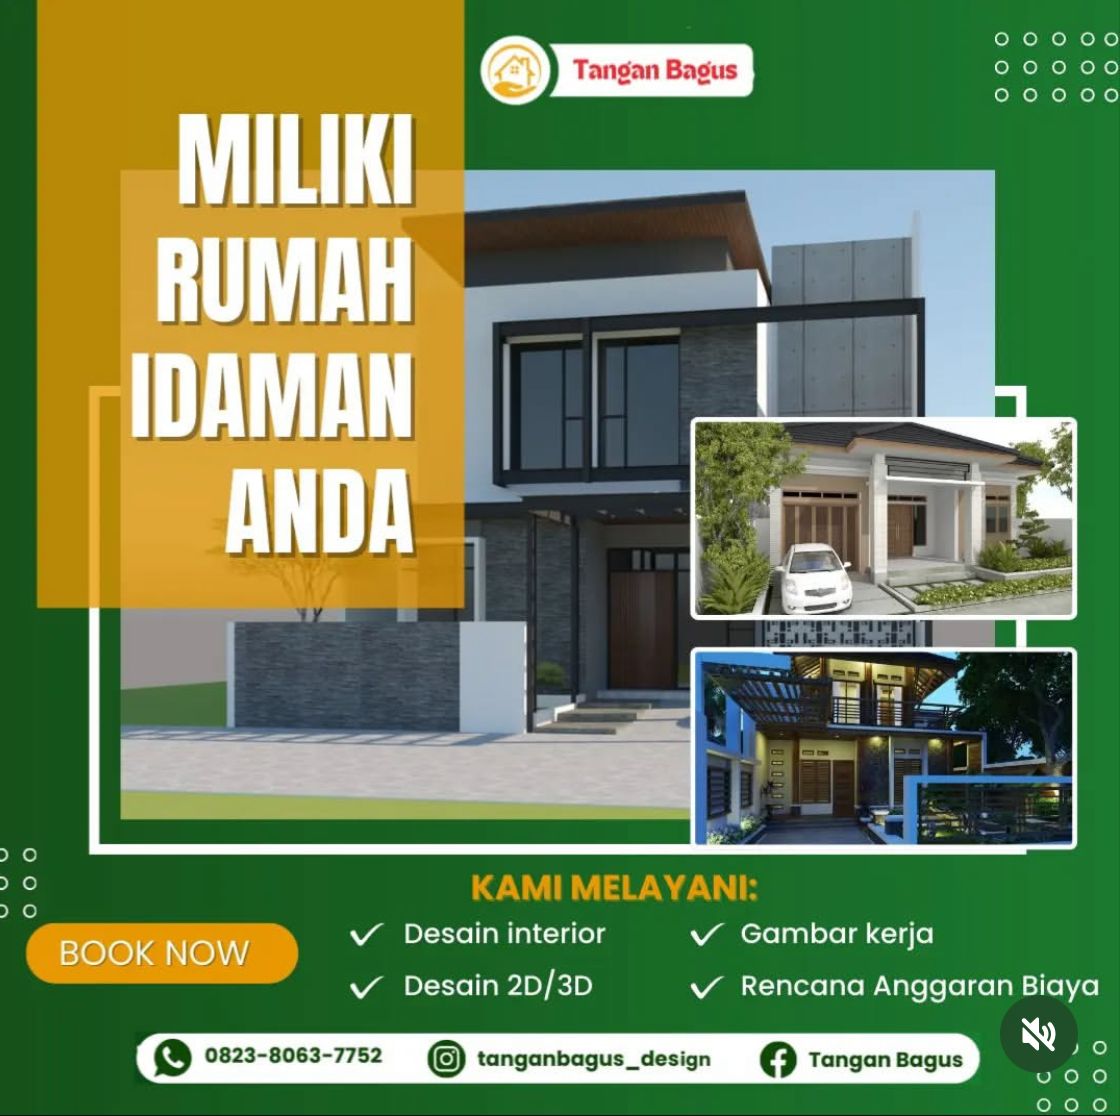 Tangan Bagus
MILIKI
RUMAH
IDAMAN
ANDA
KAMI MELAYANI:
BOOK NOW
Desain interior
Gambar kerja
Desain 2D/3D
Rencana Anggaran Biaya
0823-8063-7752
tanganbagus_design
Tangan Bagus